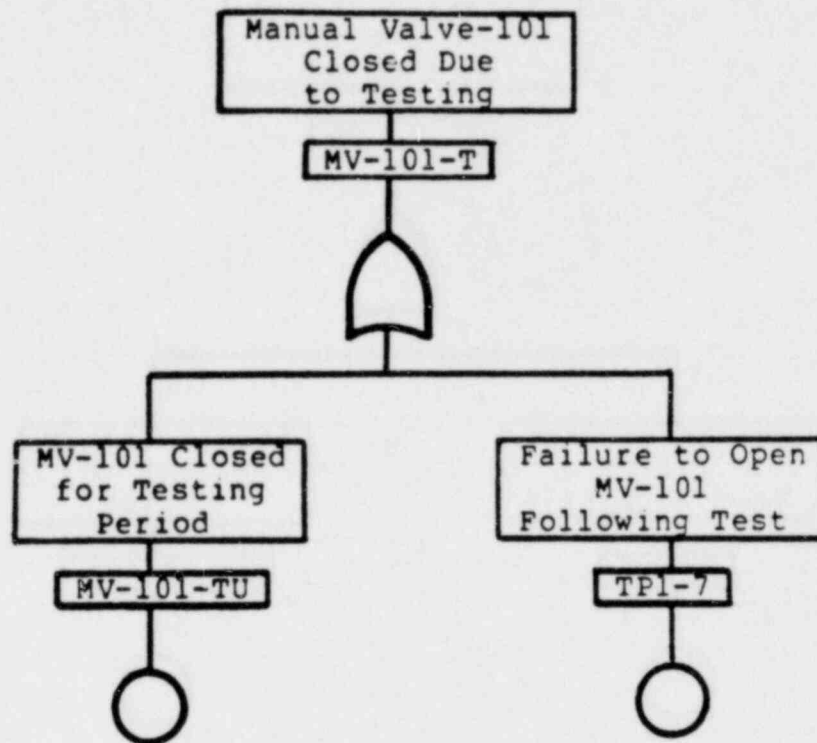 Manual Valve-101
Closed Due
to Testing
MV-101-T
MV-101 Closed
for Testing
Period
MV-101-TU
Failure to Open
MV-101
Following Test
TP1-7